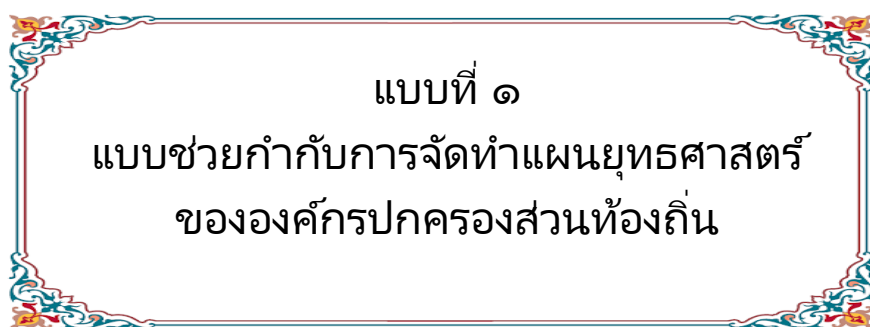 แบบที่ ๑
แบบช่วยกำกับการจัดทำแผนยุทธศาสตร์
ขององค์กรปกครองส่วนท้องถิ่น